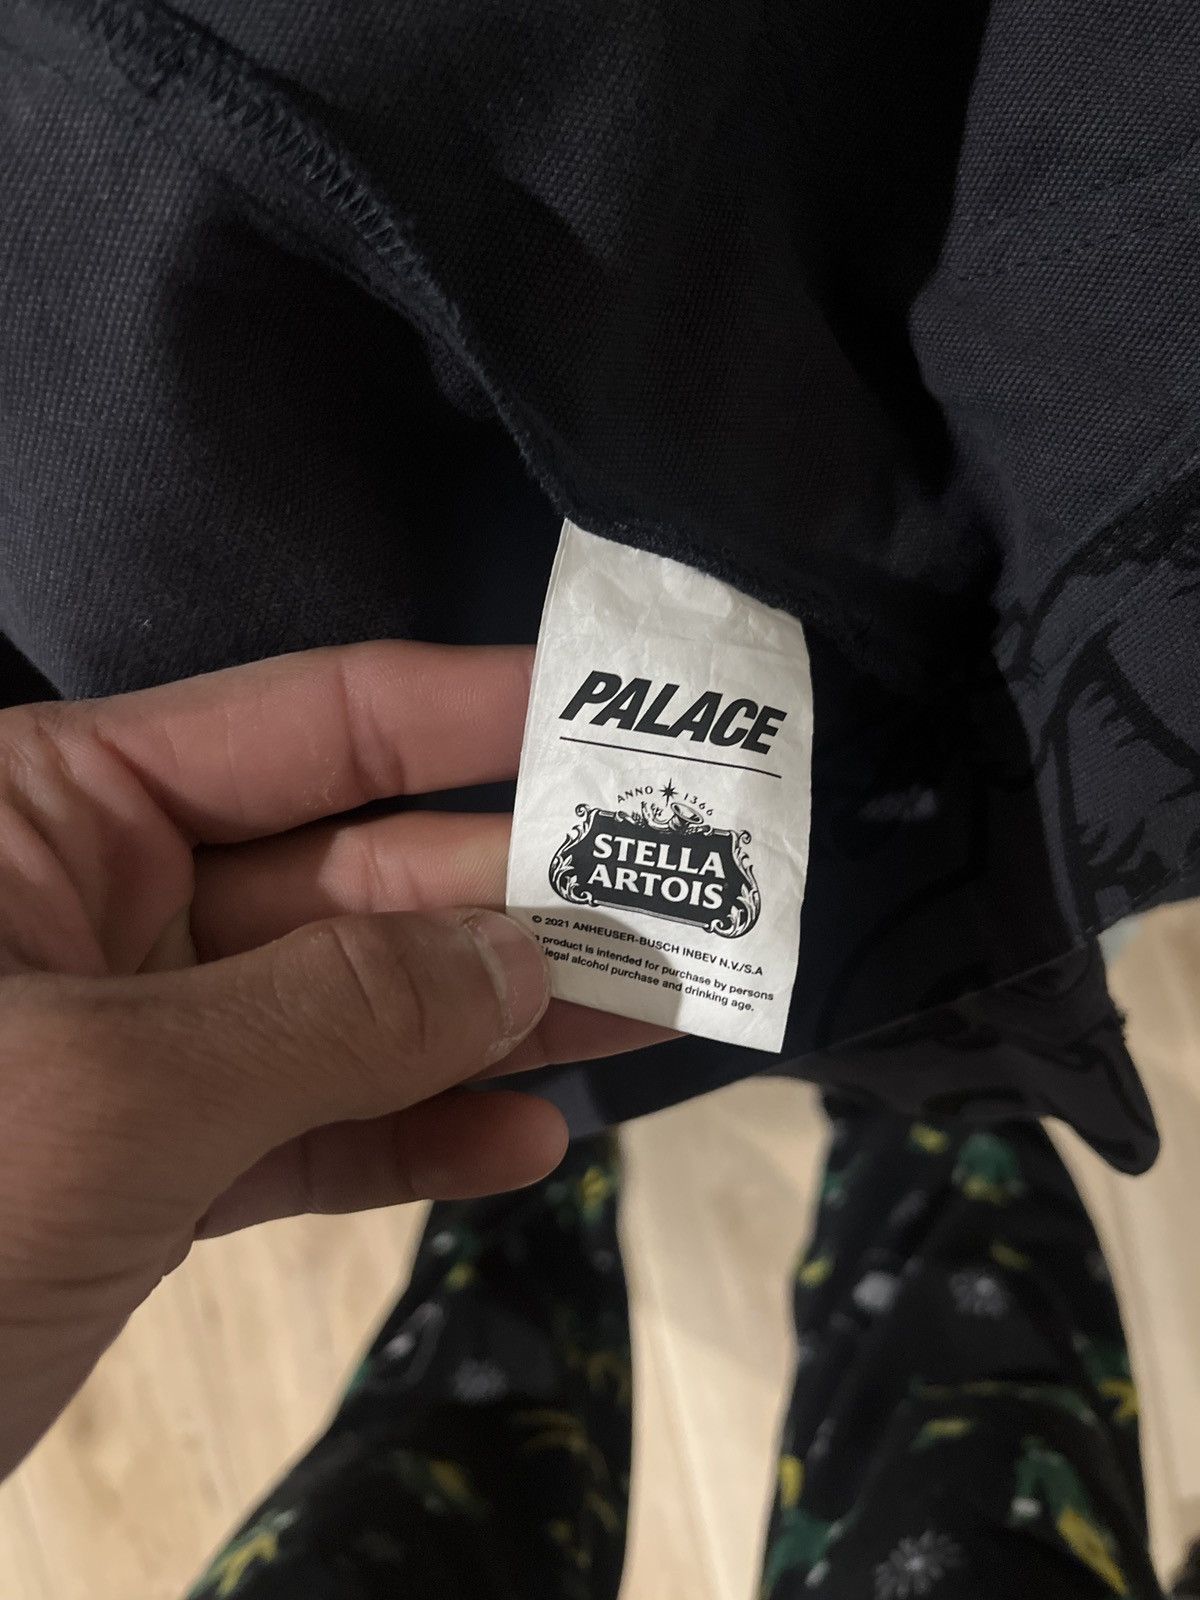 PALACE
ANNO 1366
STELLA
ARTOIS
© 2021 ANHEUSER-BUSCH INBEV N.V./S.A
product is intended for purchase by persons
legal alcohol purchase and drinking age.